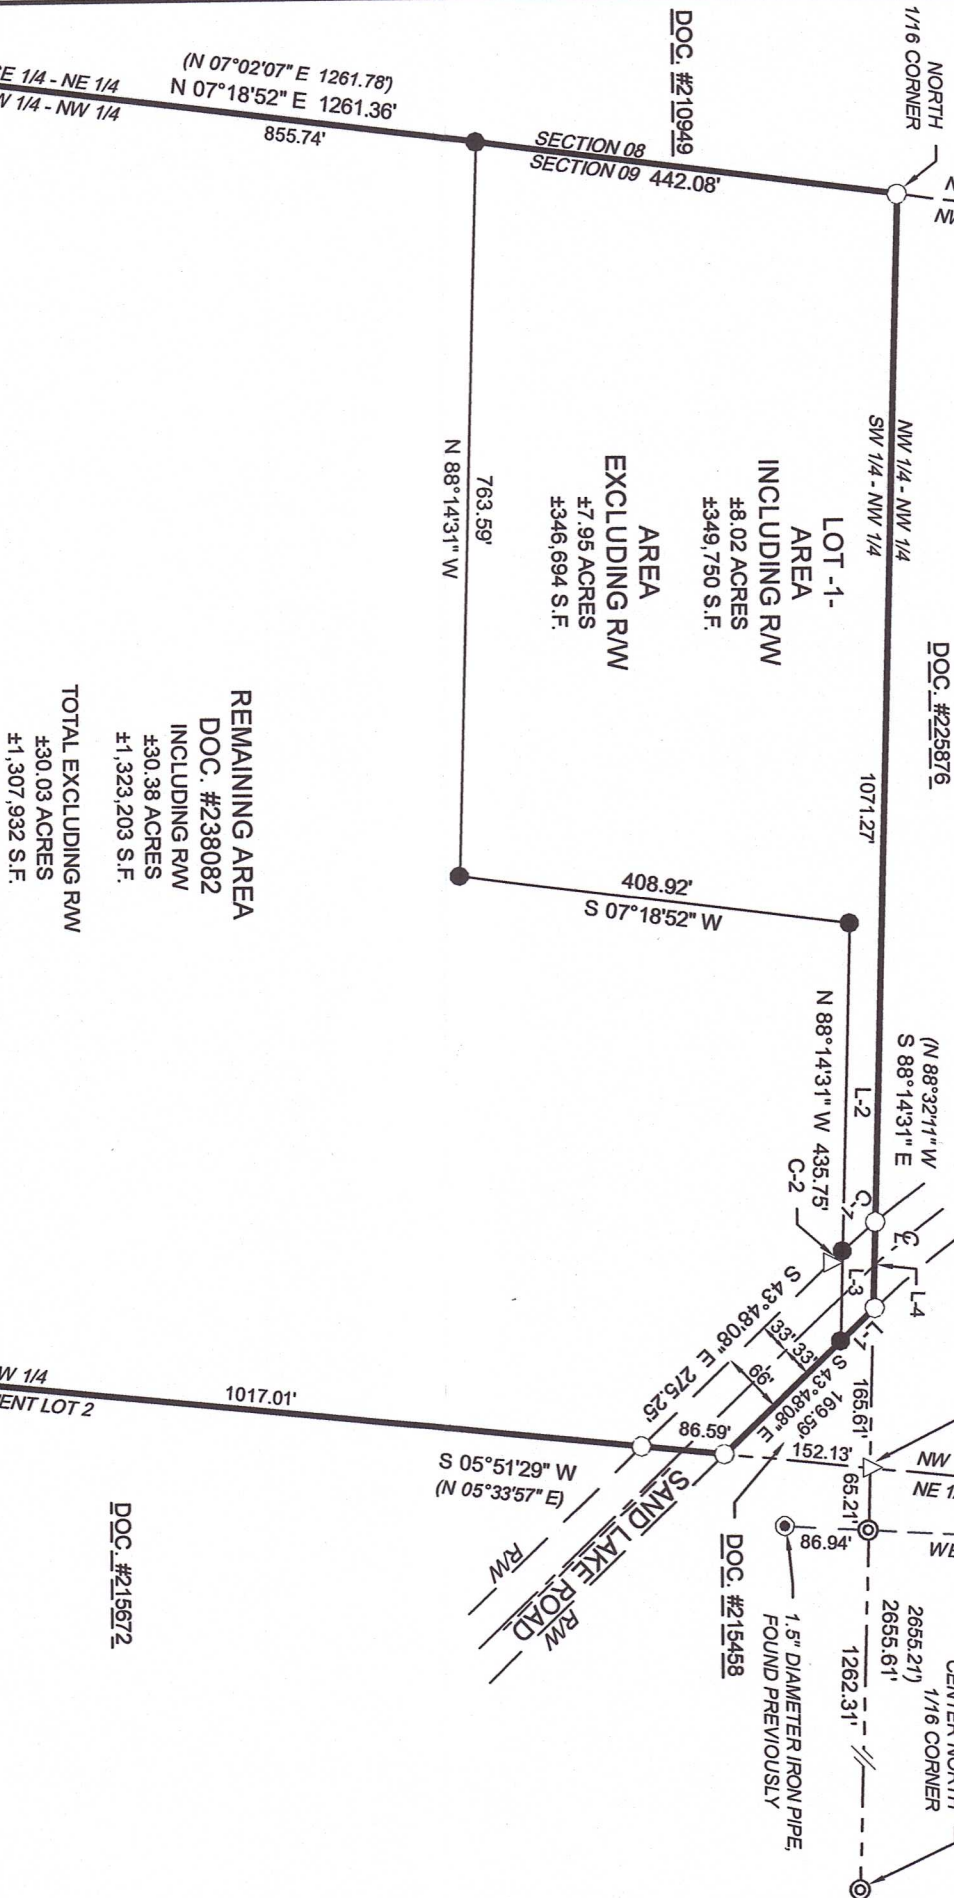 NORTH
1/16 CORNER
DOC. #210949
(N 07°02'07" E 1261.78')
N 07°18'52" E 1261.36'
855.74'
E 1/4 - NE 1/4
W 1/4 - NW 1/4
SECTION 08
SECTION 09
442.08'
NW 1/4 - NW 1/4
SW 1/4 - NW 1/4
DOC. #225876
1071.27'
LOT -1-
AREA
INCLUDING R/W
±8.02 ACRES
±349,750 S.F.
AREA
EXCLUDING R/W
±7.95 ACRES
±346,694 S.F.
763.59'
N 88°14'31" W
408.92'
S 07°18'52" W
REMAINING AREA
DOC. #238082
INCLUDING R/W
±30.38 ACRES
±1,323,203 S.F.
TOTAL EXCLUDING R/W
±30.03 ACRES
±1,307,932 S.F.
(N 88°32'11" W
S 88°14'31" E
L-2
N 88°14'31" W 435.75'
C-2
L-3
L-4
S 43°48'08" E 275.25'
33' 33'
66'
S 43°48'08" E
169.59'
165.61'
152.13'
65.21'
86.59'
86.94'
NW
S 05°51'29" W
(N 05°33'57" E)
1017.01'
W 1/4
ENT LOT 2
SAND LAKE ROAD
R/W
R/W
DOC. #215458
DOC. #215672
1.5" DIAMETER IRON PIPE,
FOUND PREVIOUSLY
2655.21')
2655.61'
1262.31'
CENTER NORTH
1/16 CORNER